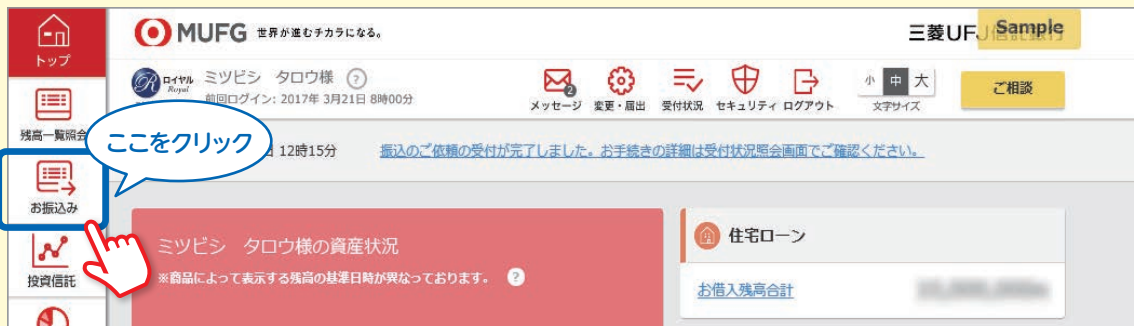 トップ
MUFG 世界が進むチカラになる。
三菱UFJ
Sample
ロイヤル
Royal
ミツビシ タロウ様 ?
前回ログイン: 2017年 3月21日 8時00分
2
メッセージ
変更・届出
受付状況
セキュリティ
ログアウト
小 中 大
文字サイズ
ご相談
残高一覧照会
ここをクリック
12時15分
振込のご依頼の受付が完了しました。お手続きの詳細は受付状況照会画面でご確認ください。
お振込み
投資信託
ミツビシ タロウ様の資産状況
※商品によって表示する残高の基準日時が異なっております。 ?
住宅ローン
お借入残高合計